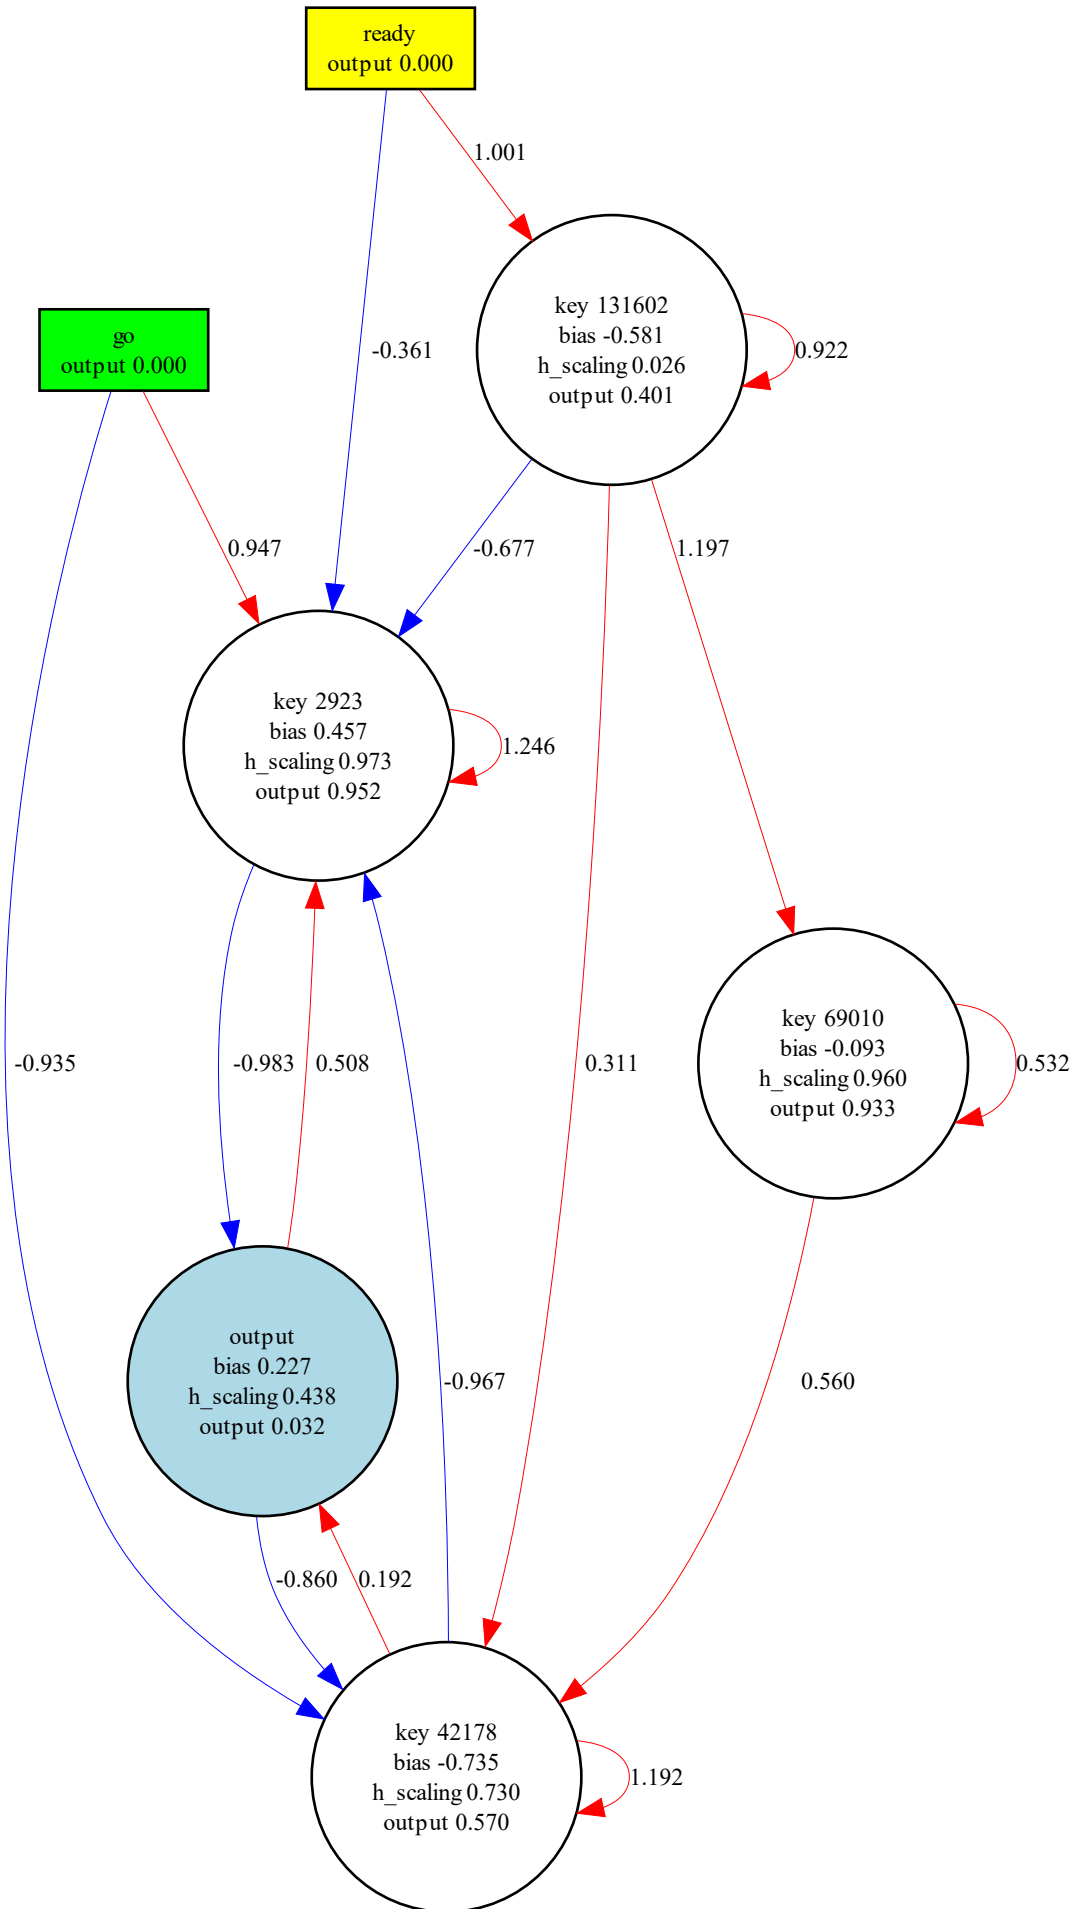 ready
output 0.000
1.001
go
output 0.000
-0.361
key 131602
bias -0.581
h_scaling 0.026
output 0.401
0.922
0.947
-0.677
1.197
key 2923
bias 0.457
h_scaling 0.973
output 0.952
1.246
-0.935
-0.983
0.508
0.311
key 69010
bias -0.093
h_scaling 0.960
output 0.933
0.532
output
bias 0.227
h_scaling 0.438
output 0.032
-0.967
0.560
-0.860
0.192
key 42178
bias -0.735
h_scaling 0.730
output 0.570
1.192